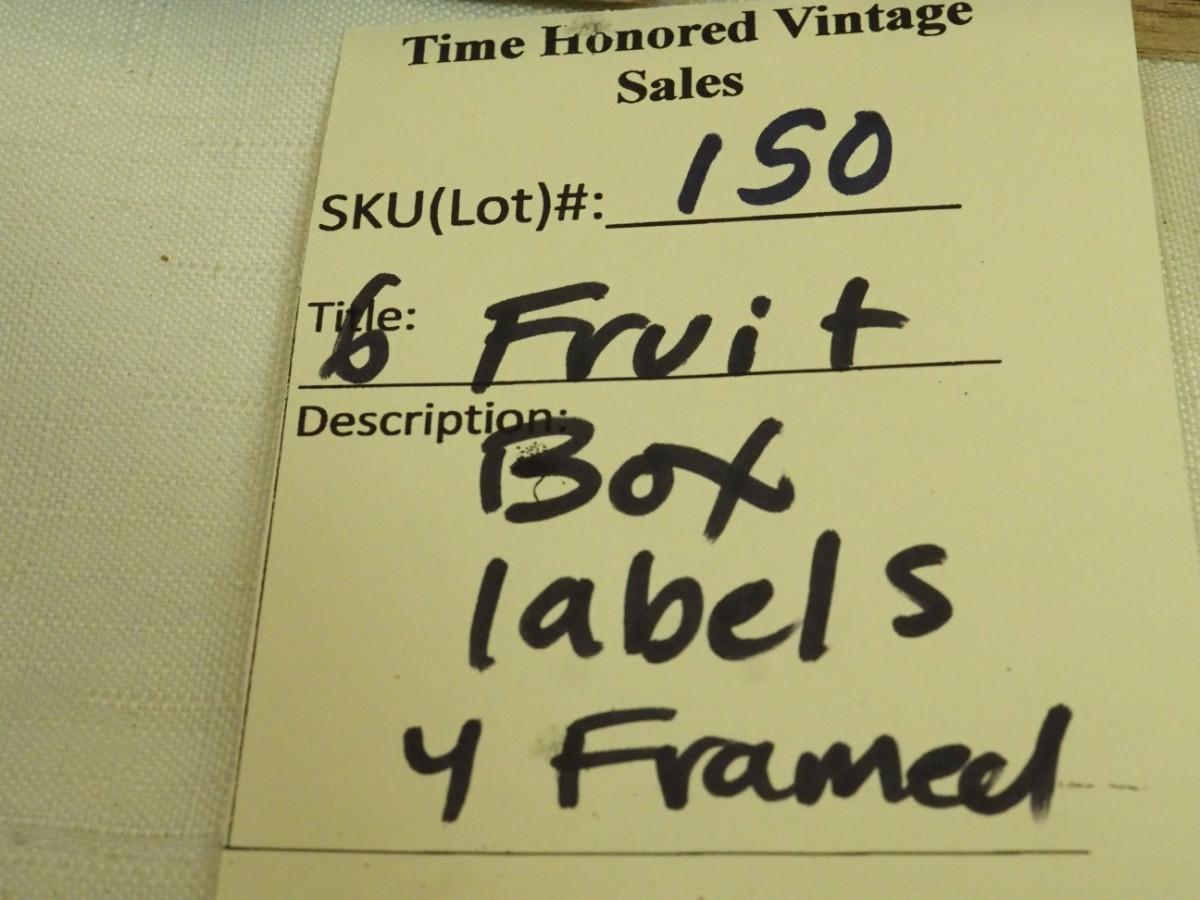 Time Honored Vintage
Sales
SKU(Lot)#: 150
Title: 6 Fruit
Description: Box
labels
4 Framed